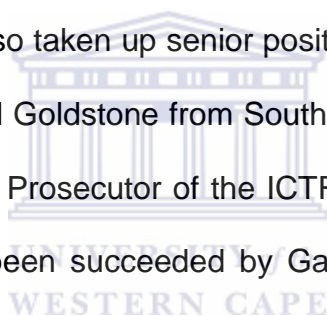 so taken up senior posit
Goldstone from South
Prosecutor of the ICT
been succeeded by Ga
UNIVERSITY of the
WESTERN CAPE